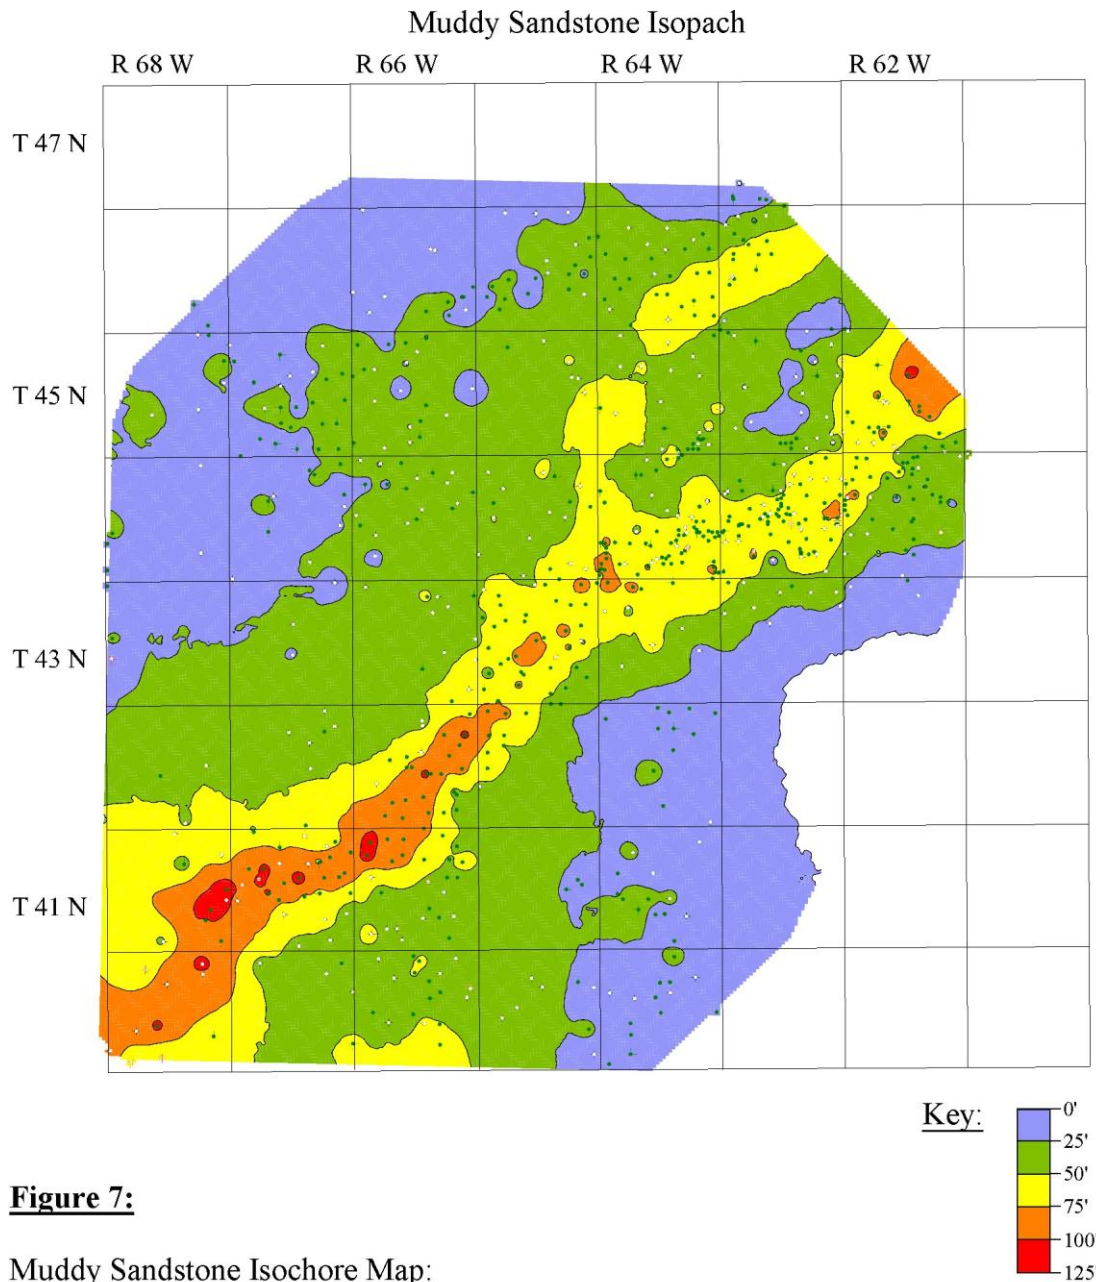 Muddy Sandstone Isopach
R 68 W R 66 W R 64 W R 62 W
T 47 N
T 45 N
T 43 N
T 41 N
Key:
0'
25'
50'
75'
100'
125'
Figure 7:
Muddy Sandstone Isochore Map: